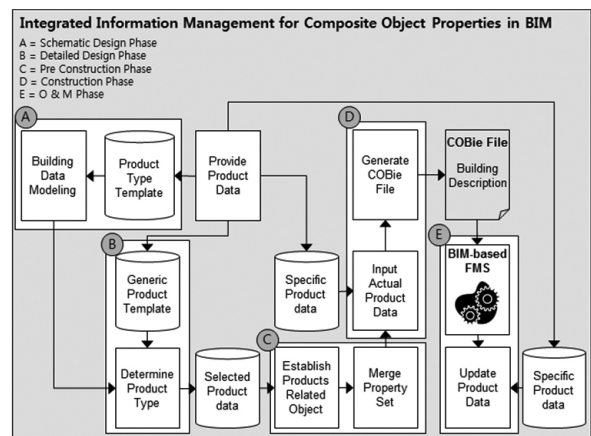 Integrated Information Management for Composite Object Properties in BIM
A = Schematic Design Phase
B = Detailed Design Phase
C = Pre Construction Phase
D = Construction Phase
E = O & M Phase
A
Building
Data
Modeling
Product
Type
Template
Provide
Product
Data
D
Generate
COBie
File
COBie File
Building
Description
B
Generic
Product
Template
Specific
Product
data
Input
Actual
Product
Data
E
BIM-based
FMS
Determine
Product
Type
Selected
Product
data
C
Establish
Products
Related
Object
Merge
Property
Set
Update
Product
Data
Specific
Product
data